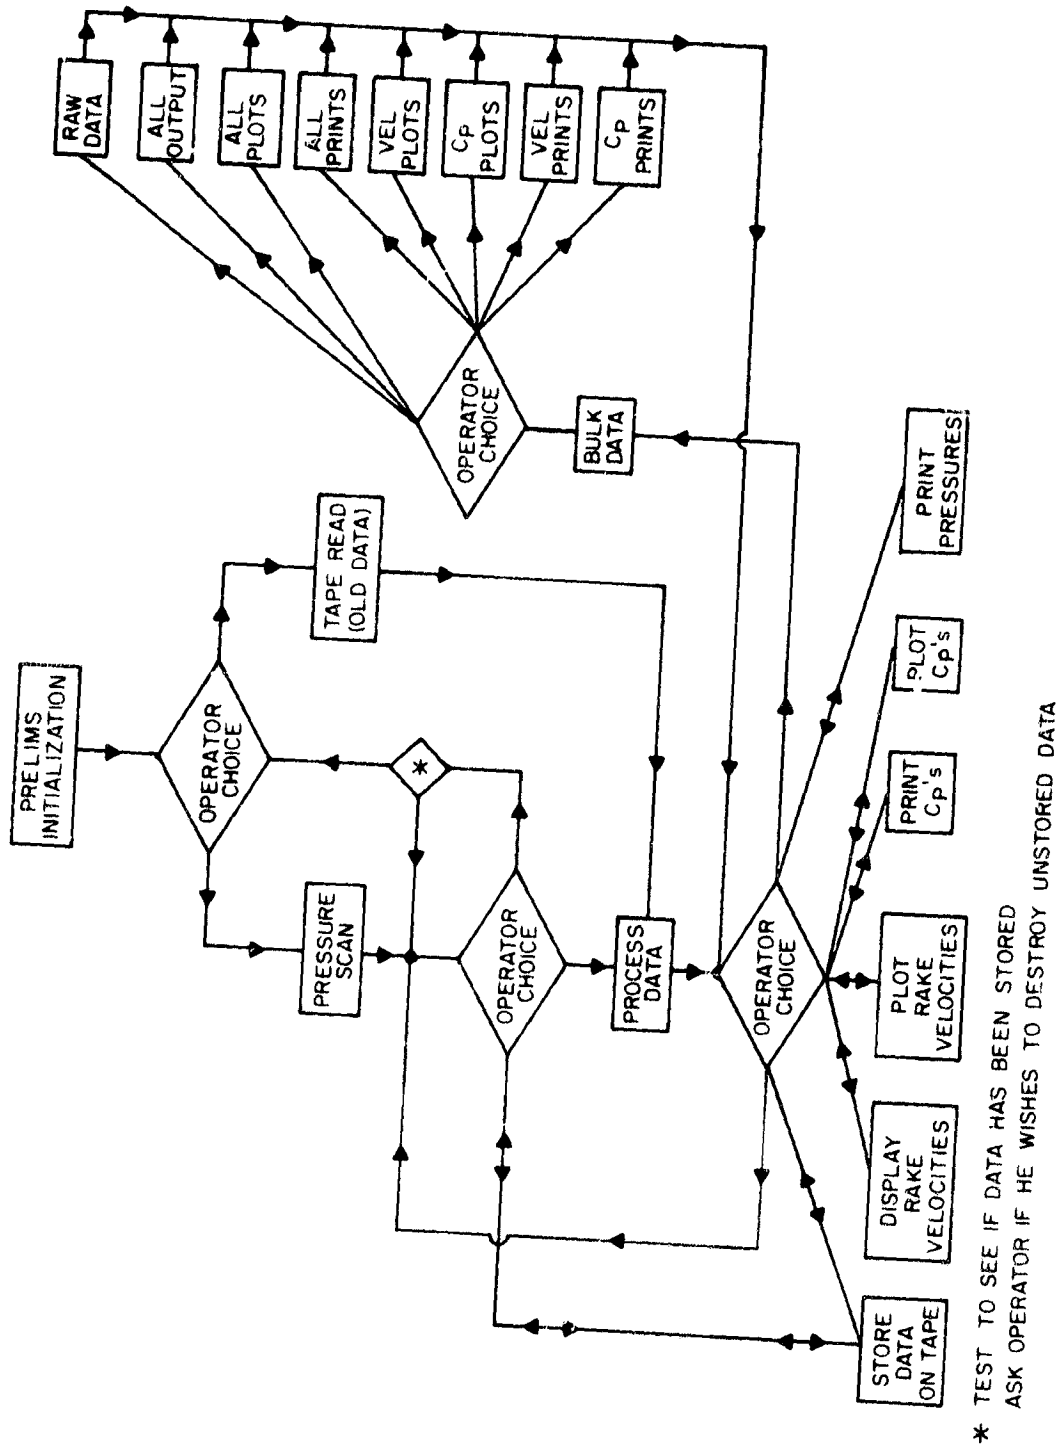 PRELIMS
INITIALIZATION
OPERATOR
CHOICE
PRESSURE
SCAN
TAPE READ
(OLD DATA)
*
OPERATOR
CHOICE
PROCESS
DATA
OPERATOR
CHOICE
STORE
DATA
ON TAPE
DISPLAY
RAKE
VELOCITIES
PLOT
RAKE
VELOCITIES
PRINT
Cp's
PLOT
Cp's
PRINT
PRESSURES
BULK
DATA
OPERATOR
CHOICE
RAW
DATA
ALL
OUTPUT
ALL
PLOTS
ALL
PRINTS
VEL
PLOTS
Cp
PLOTS
VEL
PRINTS
Cp
PRINTS
* TEST TO SEE IF DATA HAS BEEN STORED
ASK OPERATOR IF HE WISHES TO DESTROY UNSTORED DATA